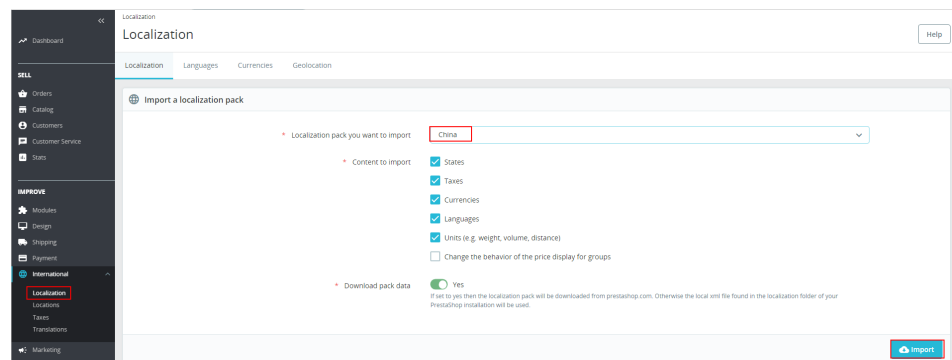 Localization
Localization
Help
Dashboard
SELL
Orders
Catalog
Customers
Customer Service
Stats
IMPROVE
Modules
Design
Shipping
Payment
International
Localization
Locations
Taxes
Translations
Marketing
Localization Languages Currencies Geolocation
Import a localization pack
* Localization pack you want to import China
* Content to import
States
Taxes
Currencies
Languages
Units (e.g. weight, volume, distance)
Change the behavior of the price display for groups
* Download pack data Yes
If set to yes then the localization pack will be downloaded from prestashop.com. Otherwise the local xml file found in the localization folder of your
PrestaShop installation will be used.
Import